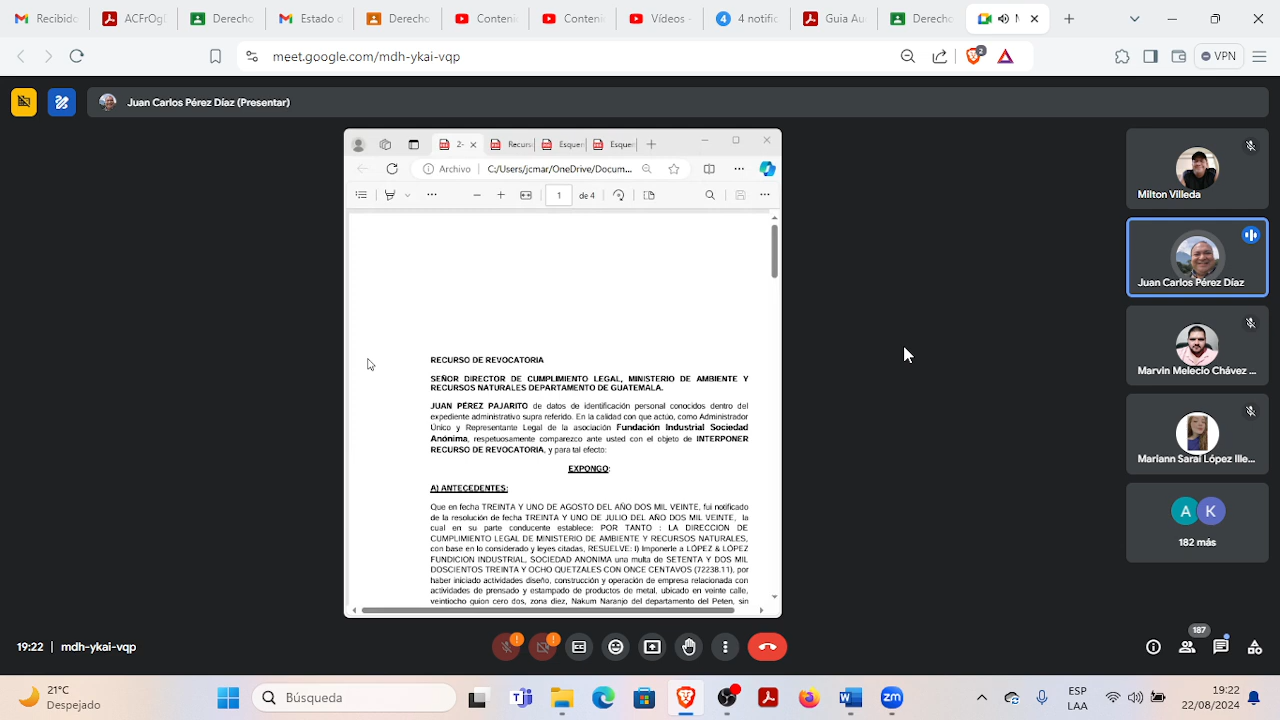 Recibido
ACFrOg
Derecho
Estado d
Derecho
Conteni
Conteni
Vídeos -
4
4 notific
Guia Au
Derecho
meet.google.com/mdh-ykai-vqp
2
VPN
Juan Carlos Pérez Díaz (Presentar)
2-
Recurs
Esquer
Esquer
Archivo
C:/Users/jcmar/OneDrive/Docum...
1
de 4
RECURSO DE REVOCATORIA
SEÑOR DIRECTOR DE CUMPLIMIENTO LEGAL, MINISTERIO DE AMBIENTE Y
RECURSOS NATURALES DEPARTAMENTO DE GUATEMALA.
JUAN PÉREZ PAJARITO de datos de identificación personal conocidos dentro del
expediente administrativo supra referido. En la calidad con que actúo, como Administrador
Único y Representante Legal de la asociación Fundación Industrial Sociedad
Anónima, respetuosamente comparezco ante usted con el objeto de INTERPONER
RECURSO DE REVOCATORIA, y para tal efecto:
EXPONGO:
A) ANTECEDENTES:
Que en fecha TREINTA Y UNO DE AGOSTO DEL AÑO DOS MIL VEINTE, fui notificado
de la resolución de fecha TREINTA Y UNO DE JULIO DEL AÑO DOS MIL VEINTE, la
cual en su parte conducente establece: POR TANTO : LA DIRECCION DE
CUMPLIMIENTO LEGAL DE MINISTERIO DE AMBIENTE Y RECURSOS NATURALES,
con base en lo considerado y leyes citadas, RESUELVE: I) Imponerle a LÓPEZ & LÓPEZ
FUNDICION INDUSTRIAL, SOCIEDAD ANONIMA una multa de SETENTA Y DOS MIL
DOSCIENTOS TREINTA Y OCHO QUETZALES CON ONCE CENTAVOS (72238.11), por
haber iniciado actividades diseño, construcción y operación de empresa relacionada con
actividades de prensado y estampado de productos de metal, ubicado en veinte calle,
veintiocho quion cero dos, zona diez, Nakum Naranjo del departamento del Peten, sin
Milton Villeda
Juan Carlos Pérez Díaz
Marvin Melecio Chávez ...
Mariann Sarai López Ille...
A
K
182 más
19:22
mdh-ykai-vqp
187
21°C
Despejado
Búsqueda
zm
ESP
LAA
19:22
22/08/2024